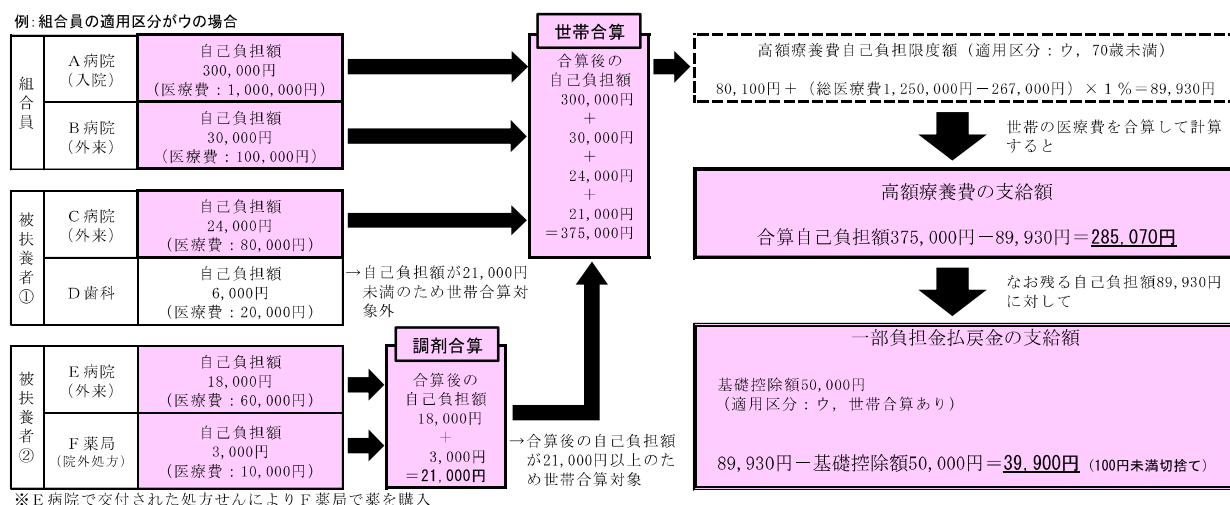 例：組合員の適用区分がウの場合
組合員
A病院
（入院）
自己負担額
300,000円
（医療費：1,000,000円）
B病院
（外来）
自己負担額
30,000円
（医療費：100,000円）
被扶養者①
C病院
（外来）
自己負担額
24,000円
（医療費：80,000円）
D歯科
自己負担額
6,000円
（医療費：20,000円）
→自己負担額が21,000円
未満のため世帯合算対
象外
被扶養者②
E病院
（外来）
自己負担額
18,000円
（医療費：60,000円）
F薬局
（院外処方）
自己負担額
3,000円
（医療費：10,000円）
※E病院で交付された処方せんによりF薬局で薬を購入
調剤合算
合算後の
自己負担額
18,000円
＋
3,000円
＝21,000円
→合算後の自己負担額
が21,000円以上のた
め世帯合算対象
世帯合算
合算後の
自己負担額
300,000円
＋
30,000円
＋
24,000円
＋
21,000円
＝375,000円
高額療養費自己負担限度額（適用区分：ウ，70歳未満）
80,100円＋（総医療費1,250,000円－267,000円）×1％＝89,930円
世帯の医療費を合算して計算
すると
高額療養費の支給額
合算自己負担額375,000円－89,930円＝285,070円
なお残る自己負担額89,930円
に対して
一部負担金払戻金の支給額
基礎控除額50,000円
（適用区分：ウ，世帯合算あり）
89,930円－基礎控除額50,000円＝39,900円（100円未満切捨て）